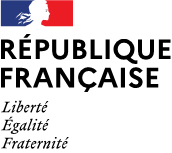 RÉPUBLIQUE
FRANÇAISE
Liberté
Égalité
Fraternité